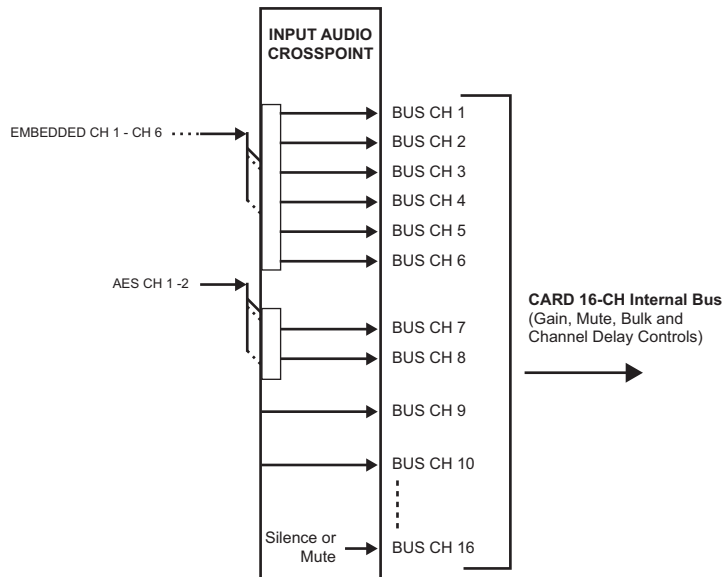 INPUT AUDIO
CROSSPOINT
BUS CH 1
EMBEDDED CH 1 - CH 6
BUS CH 2
BUS CH 3
BUS CH 4
BUS CH 5
BUS CH 6
AES CH 1 -2
CARD 16-CH Internal Bus
(Gain, Mute, Bulk and
Channel Delay Controls)
BUS CH 7
BUS CH 8
BUS CH 9
BUS CH 10
Silence or
Mute
BUS CH 16